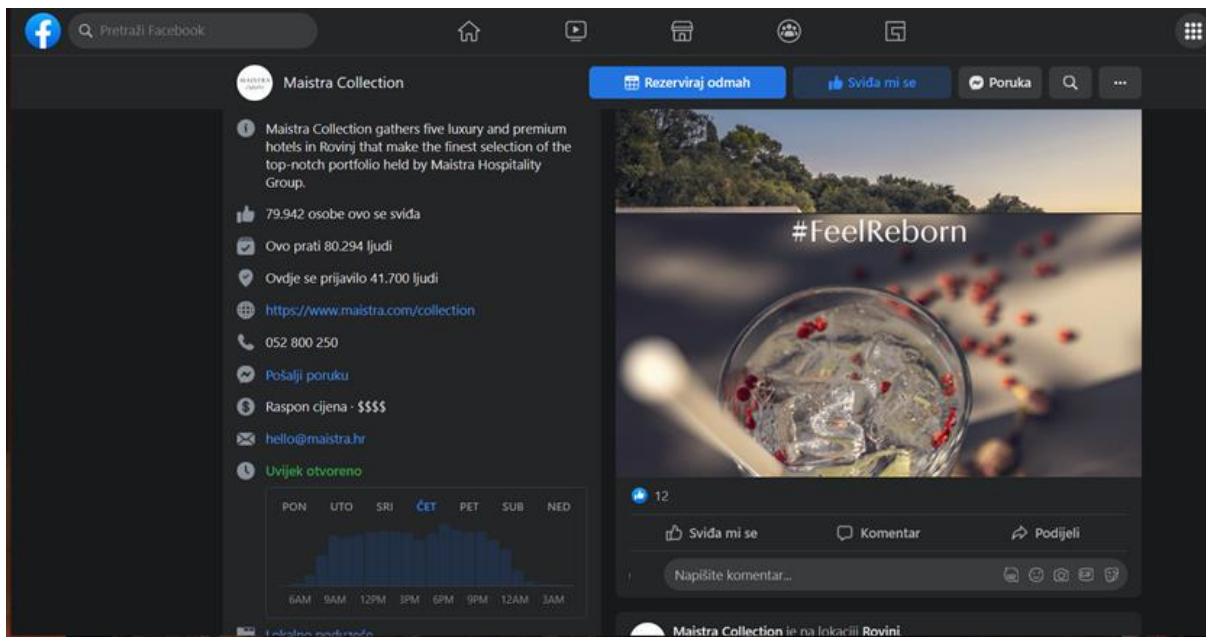 Pretraži Facebook
Maistra Collection
Rezerviraj odmah
Sviđa mi se
Poruka
Maistra Collection gathers five luxury and premium
hotels in Rovinj that make the finest selection of the
top-notch portfolio held by Maistra Hospitality
Group.
79.942 osobe ovo se sviđa
Ovo prati 80.294 ljudi
Ovdje se prijavilo 41.700 ljudi
https://www.maistra.com/collection
052 800 250
Pošalji poruku
Raspon cijena · $$$$
hello@maistra.hr
Uvijek otvoreno
PON UTO SRI ČET PET SUB NED
6AM 9AM 12PM 3PM 6PM 9PM 12AM 3AM
Lokalno poduzeće
#FeelReborn
12
Sviđa mi se Komentar Podijeli
Napišite komentar...
Maistra Collection je na lokaciji Rovinj.